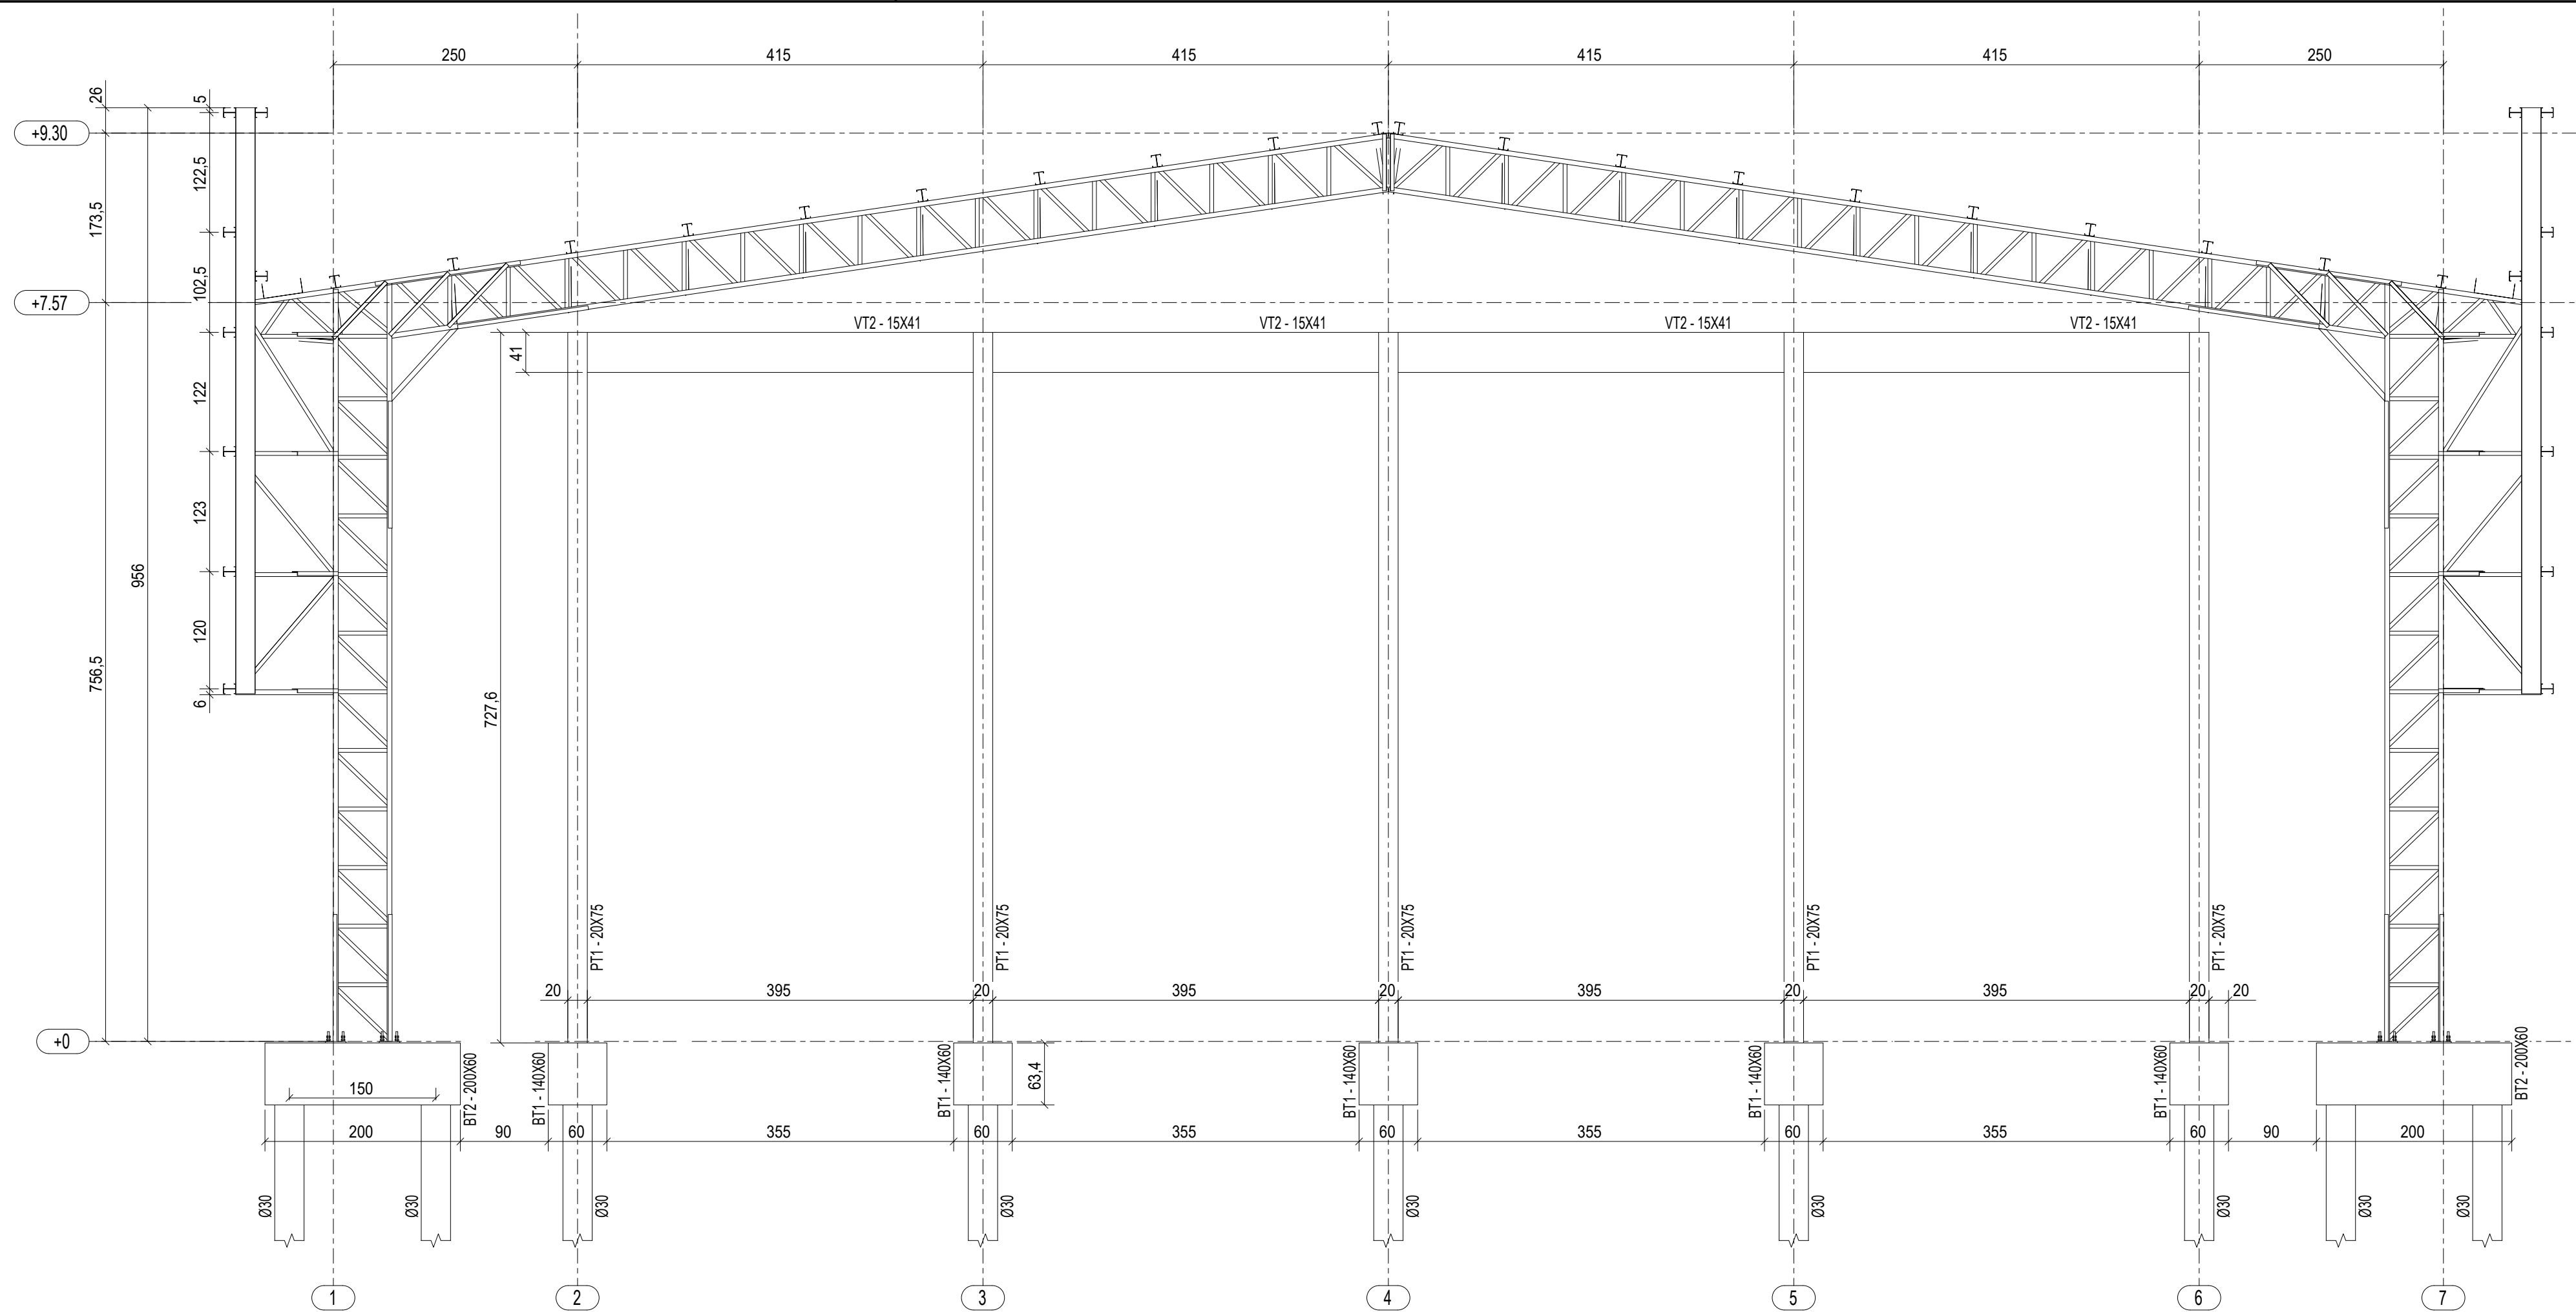 250
415
415
415
415
250
26
5
+9.30
122,5
173,5
102,5
+7.57
VT2 - 15X41
VT2 - 15X41
VT2 - 15X41
VT2 - 15X41
41
122
123
956
120
756,5
6
727,6
PT1 - 20X75
PT1 - 20X75
PT1 - 20X75
PT1 - 20X75
PT1 - 20X75
20
395
20
395
20
395
20
395
20
20
+0
150
BT2 - 200X60
BT1 - 140X60
BT1 - 140X60
63,4
BT1 - 140X60
BT1 - 140X60
BT1 - 140X60
BT2 - 200X60
200
90
60
355
60
355
60
355
60
355
60
90
200
Ø30
Ø30
Ø30
Ø30
Ø30
Ø30
Ø30
Ø30
Ø30
1
2
3
4
5
6
7